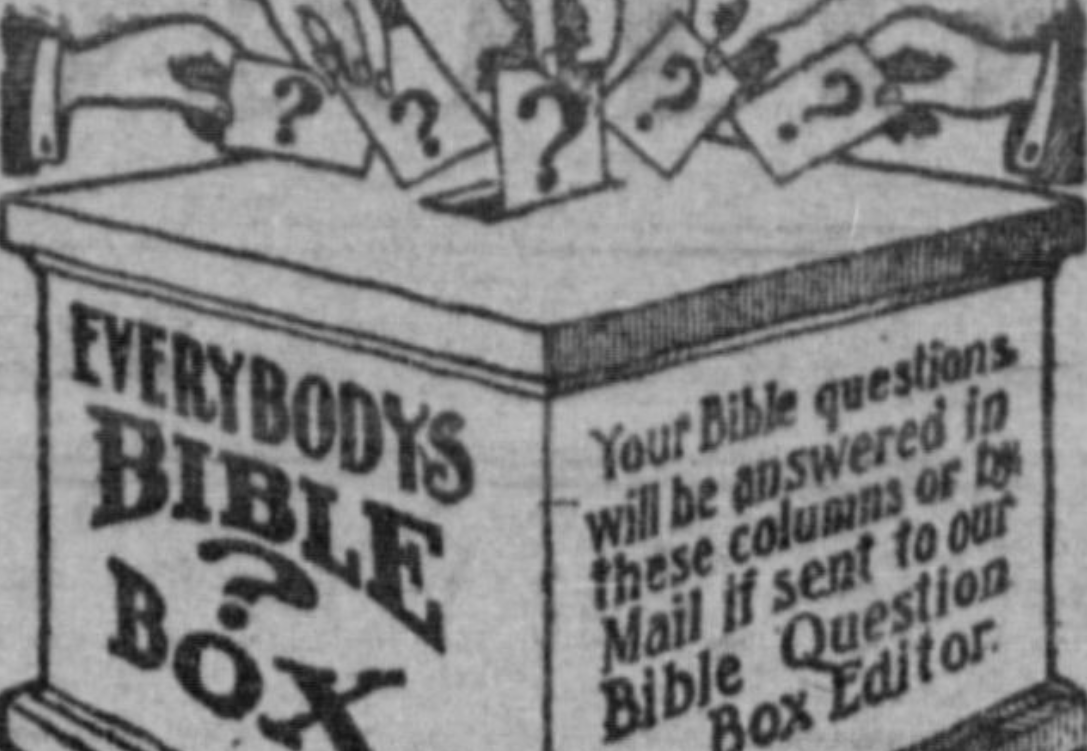 ?
?
?
?
?
EVERYBODYS
BIBLE
?
BOX
Your Bible questions
will be answered in
these columns or by
Mail if sent to our
Bible Question
Box Editor.